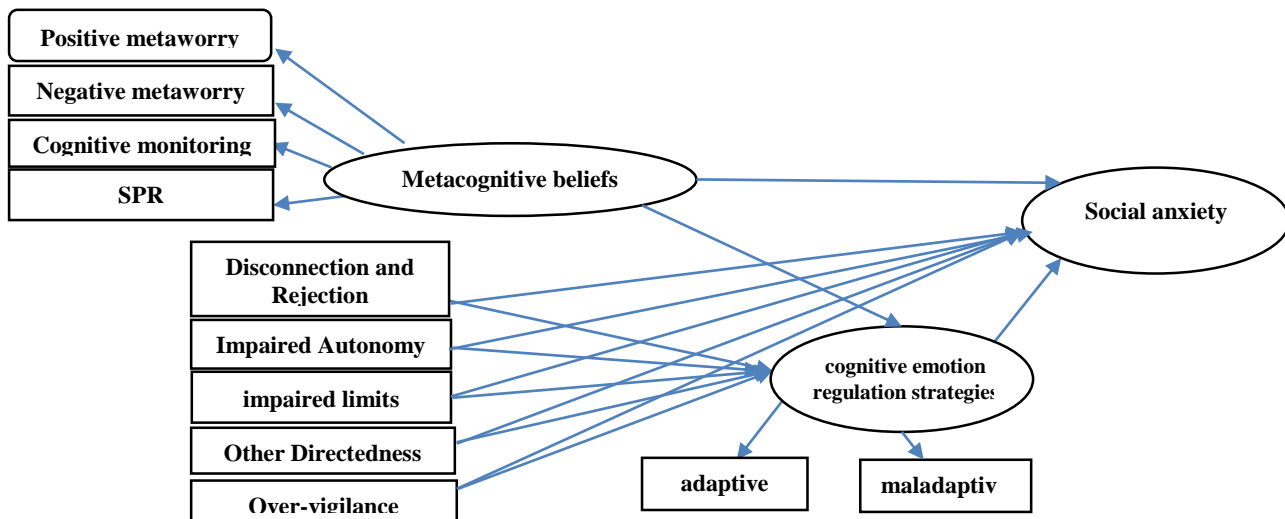 Positive metaworry
Negative metaworry
Cognitive monitoring
SPR
Metacognitive beliefs
Social anxiety
Disconnection and
Rejection
Impaired Autonomy
impaired limits
Other Directedness
Over-vigilance
cognitive emotion
regulation strategies
adaptive
maladaptiv